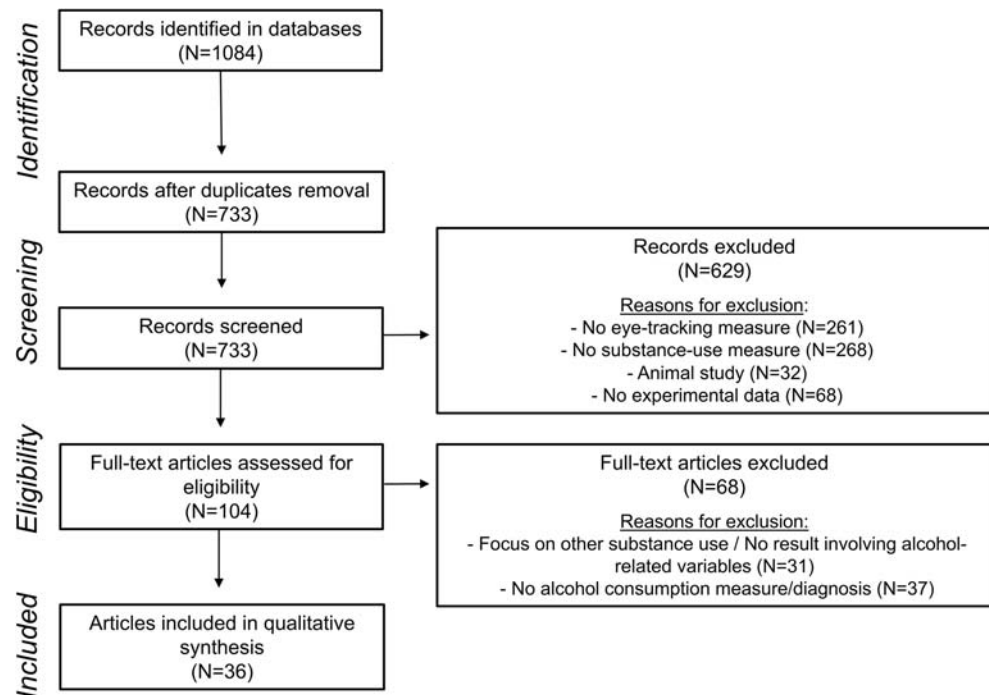 Identification
Records identified in databases
(N=1084)
Records after duplicates removal
(N=733)
Screening
Records screened
(N=733)
Records excluded
(N=629)
Reasons for exclusion:
- No eye-tracking measure (N=261)
- No substance-use measure (N=268)
- Animal study (N=32)
- No experimental data (N=68)
Eligibility
Full-text articles assessed for
eligibility
(N=104)
Full-text articles excluded
(N=68)
Reasons for exclusion:
- Focus on other substance use / No result involving alcohol-
related variables (N=31)
- No alcohol consumption measure/diagnosis (N=37)
Included
Articles included in qualitative
synthesis
(N=36)